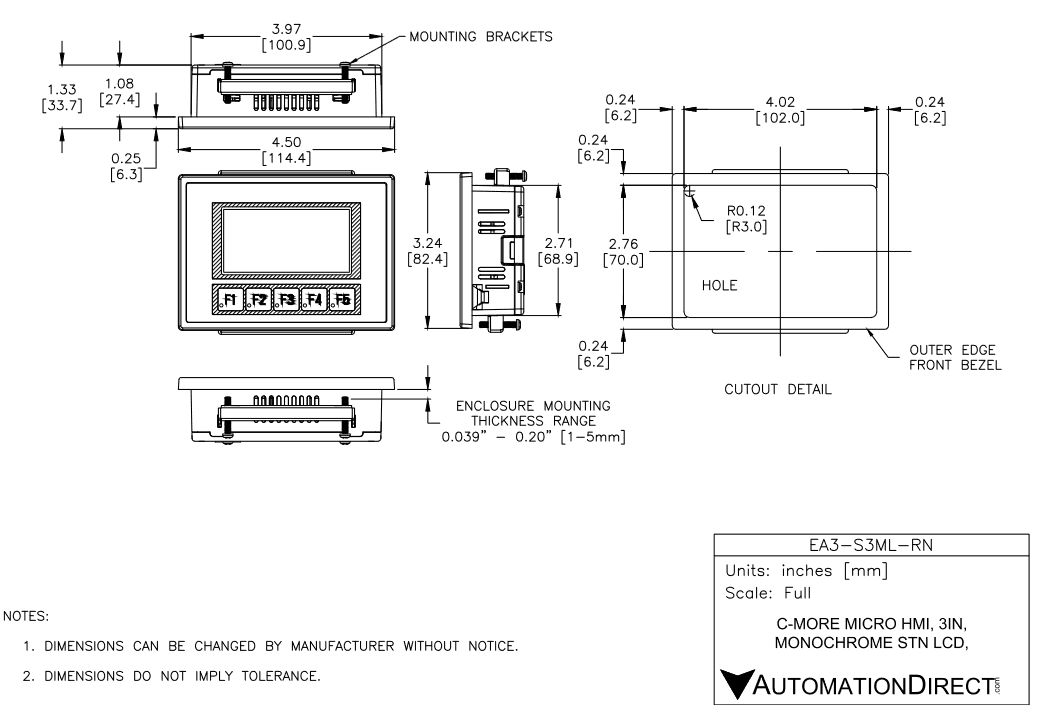 3.97
[100.9]
MOUNTING BRACKETS
1.33
[33.7]
1.08
[27.4]
0.25
[6.3]
4.50
[114.4]
0.24
[6.2]
4.02
[102.0]
0.24
[6.2]
0.24
[6.2]
R0.12
[R3.0]
3.24
[82.4]
2.71
[68.9]
2.76
[70.0]
HOLE
F1 F2 F3 F4 F5
0.24
[6.2]
OUTER EDGE
FRONT BEZEL
CUTOUT DETAIL
ENCLOSURE MOUNTING
THICKNESS RANGE
0.039" – 0.20" [1–5mm]
EA3–S3ML–RN
Units: inches [mm]
Scale: Full
C-MORE MICRO HMI, 3IN,
MONOCHROME STN LCD,
AUTOMATIONDIRECT.com
NOTES:
1. DIMENSIONS CAN BE CHANGED BY MANUFACTURER WITHOUT NOTICE.
2. DIMENSIONS DO NOT IMPLY TOLERANCE.